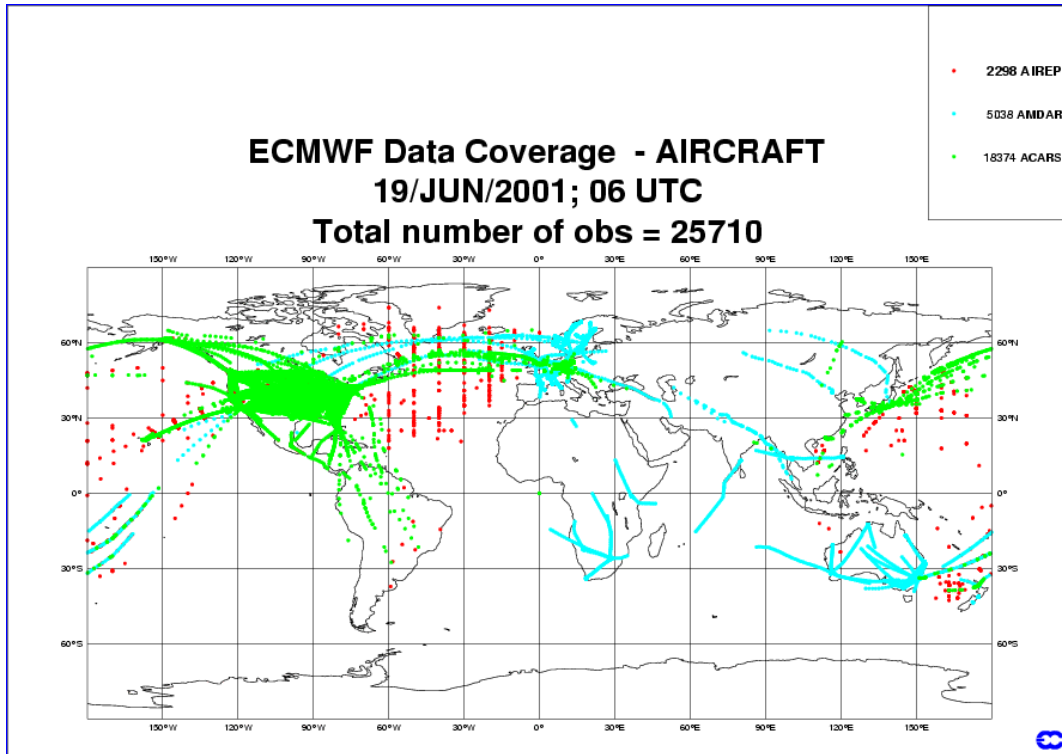 2298 AIREP
5038 AMDAR
18374 ACARS
ECMWF Data Coverage - AIRCRAFT
19/JUN/2001; 06 UTC
Total number of obs = 25710
150°W 120°W 90°W 60°W 30°W 0° 30°E 60°E 90°E 120°E 150°E
60°N 60°N
30°N 30°N
0° 0°
30°S 30°S
60°S 60°S
150°W 120°W 90°W 60°W 30°W 0° 30°E 60°E 90°E 120°E 150°E